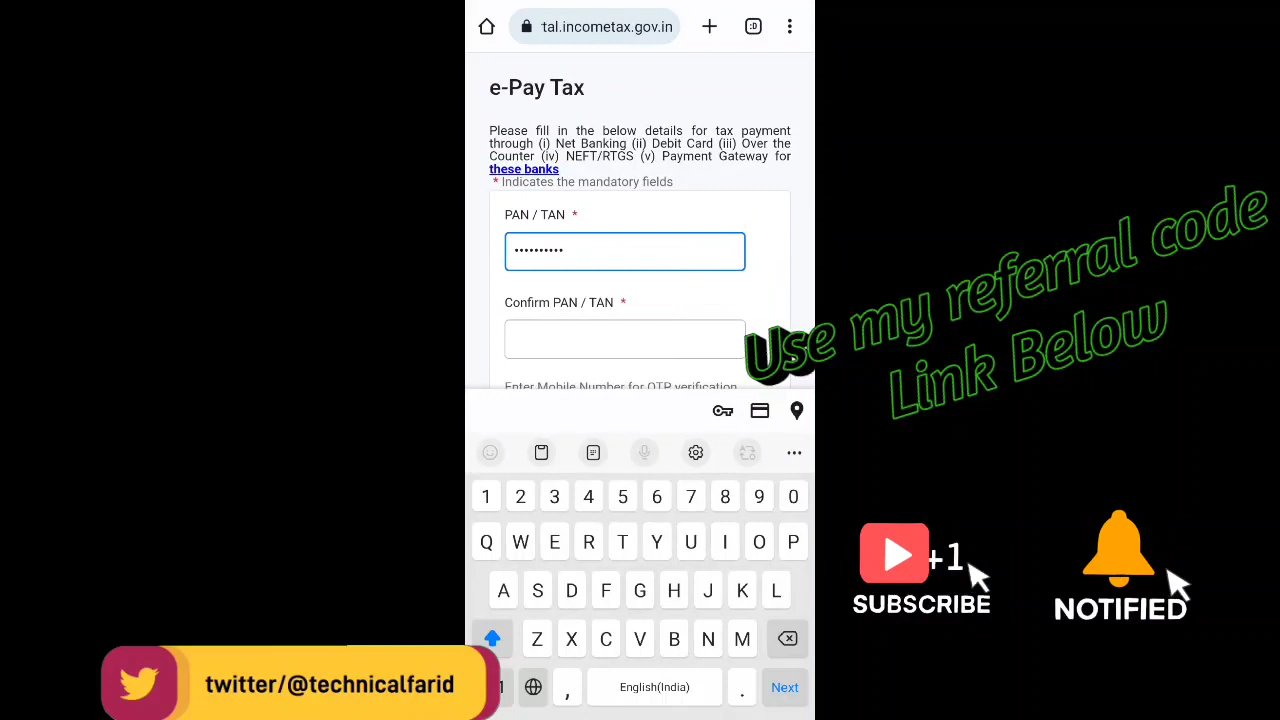 tal.incometax.gov.in
:D
e-Pay Tax
Please fill in the below details for tax payment
through (i) Net Banking (ii) Debit Card (iii) Over the
Counter (iv) NEFT/RTGS (v) Payment Gateway for
these banks
* Indicates the mandatory fields
PAN / TAN *
••••••••••
Confirm PAN / TAN *
Enter Mobile Number for OTP verification
Use my referral code
Link Below
1 2 3 4 5 6 7 8 9 0
Q W E R T Y U I O P
A S D F G H J K L
Z X C V B N M
, English(India) . Next
+1
SUBSCRIBE
NOTIFIED
twitter/@technicalfarid